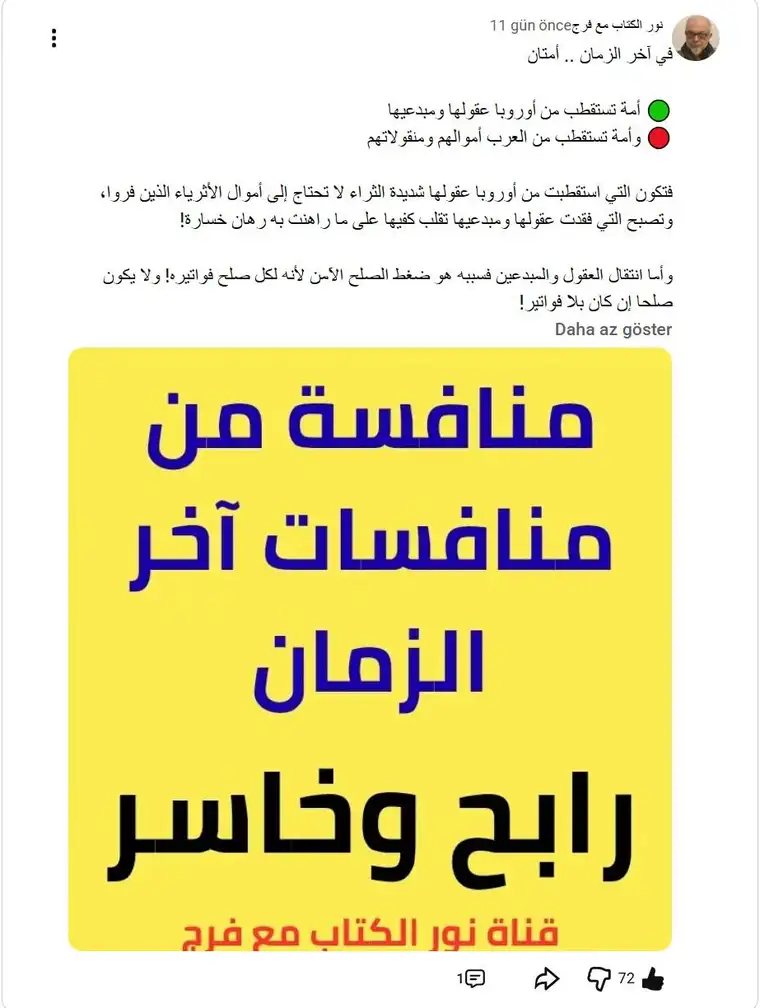 نور الكتاب مع فرج 11 gün önce
في آخر الزمان .. أمتان
أمة تستقطب من أوروبا عقولها ومبدعيها
وأمة تستقطب من العرب أموالهم ومنقولاتهم
فتكون التي استقطبت من أوروبا عقولها شديدة الثراء لا تحتاج إلى أموال الأثرياء الذين فروا،
وتصبح التي فقدت عقولها ومبدعيها تقلب كفيها على ما راهنت به رهان خسارة!
وأما انتقال العقول والمبدعين فسببه هو ضغط الصلح الآمن لأنه لكل صلح فواتيره! ولا يكون
صلحا إن كان بلا فواتير!
Daha az göster
منافسة من
منافسات آخر
الزمان
رابح وخاسر
قناة نور الكتاب مع فرج
72
1